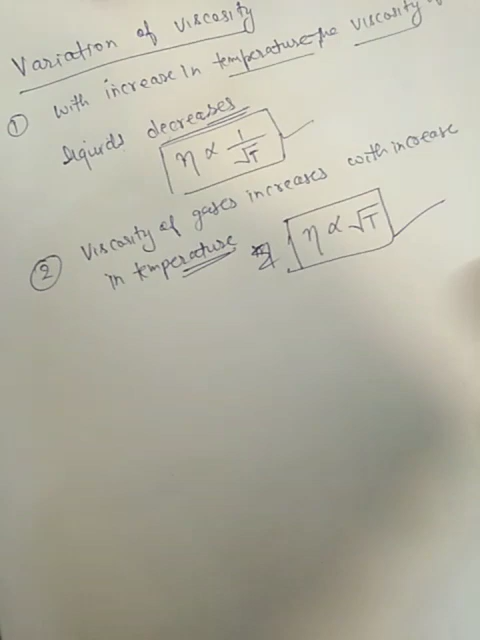 Variation of viscosity
① with increase in temperature the viscosity of
liquids decreases
η ∝ 1/√T
② Viscosity of gases increases with increase
in temperature η ∝ √T